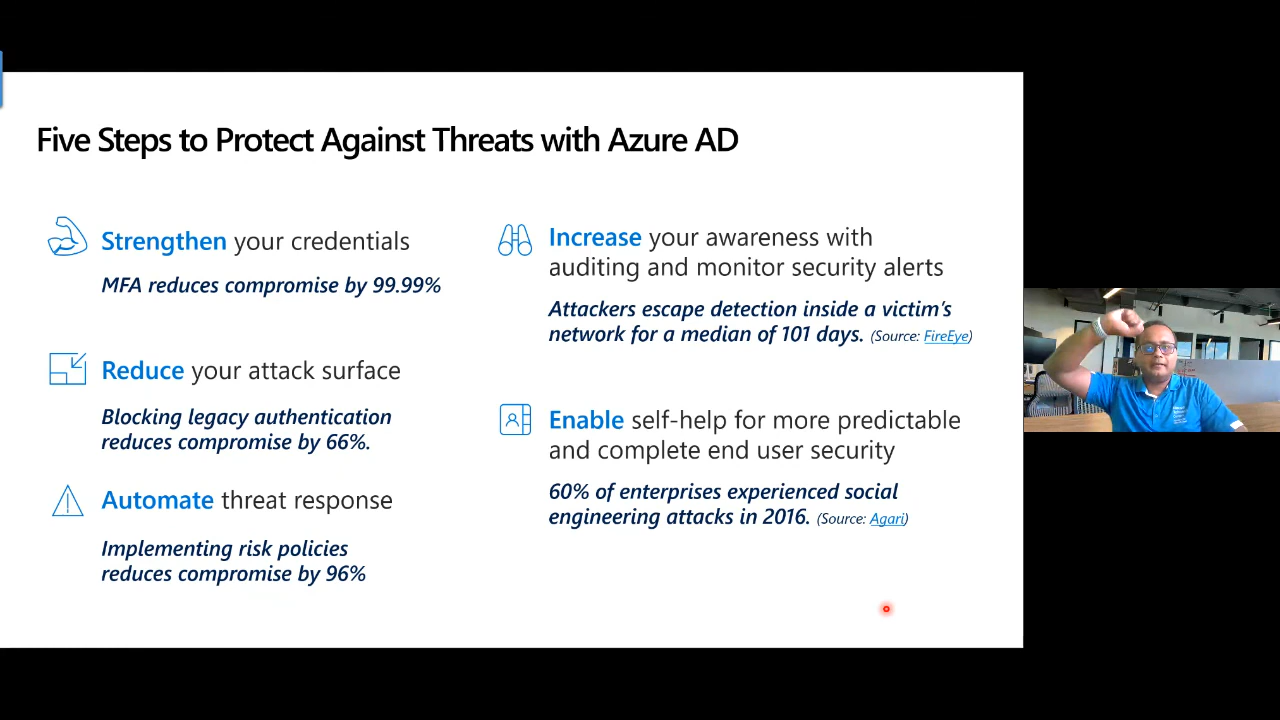 Five Steps to Protect Against Threats with Azure AD
Strengthen your credentials
MFA reduces compromise by 99.99%
Reduce your attack surface
Blocking legacy authentication
reduces compromise by 66%.
Automate threat response
Implementing risk policies
reduces compromise by 96%
Increase your awareness with
auditing and monitor security alerts
Attackers escape detection inside a victim’s
network for a median of 101 days. (Source: FireEye)
Enable self-help for more predictable
and complete end user security
60% of enterprises experienced social
engineering attacks in 2016. (Source: Agari)